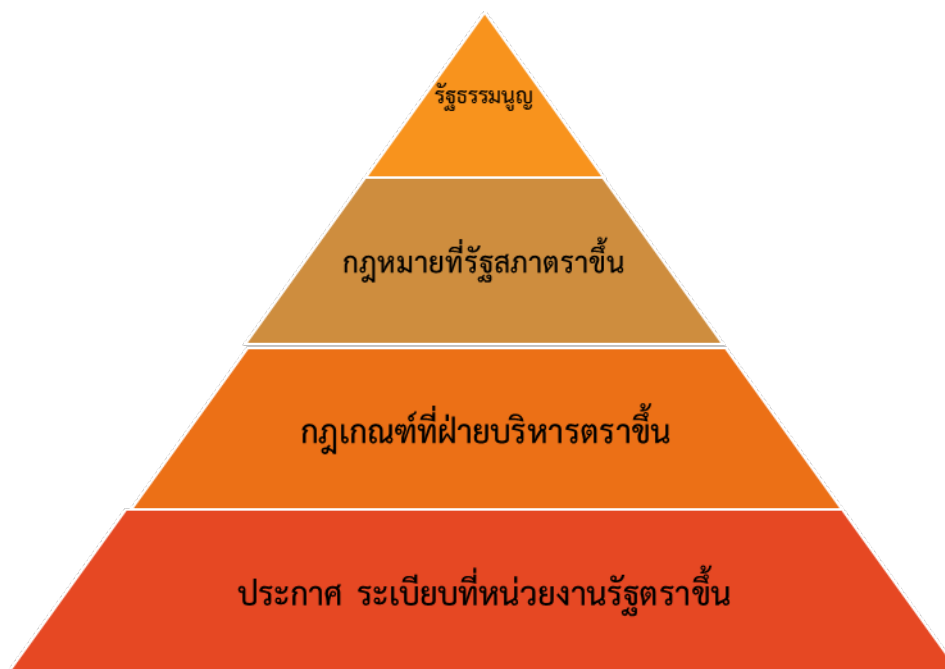 รัฐธรรมนูญ
กฎหมายที่รัฐสภาตราขึ้น
กฎเกณฑ์ที่ฝ่ายบริหารตราขึ้น
ประกาศ ระเบียบที่หน่วยงานรัฐตราขึ้น